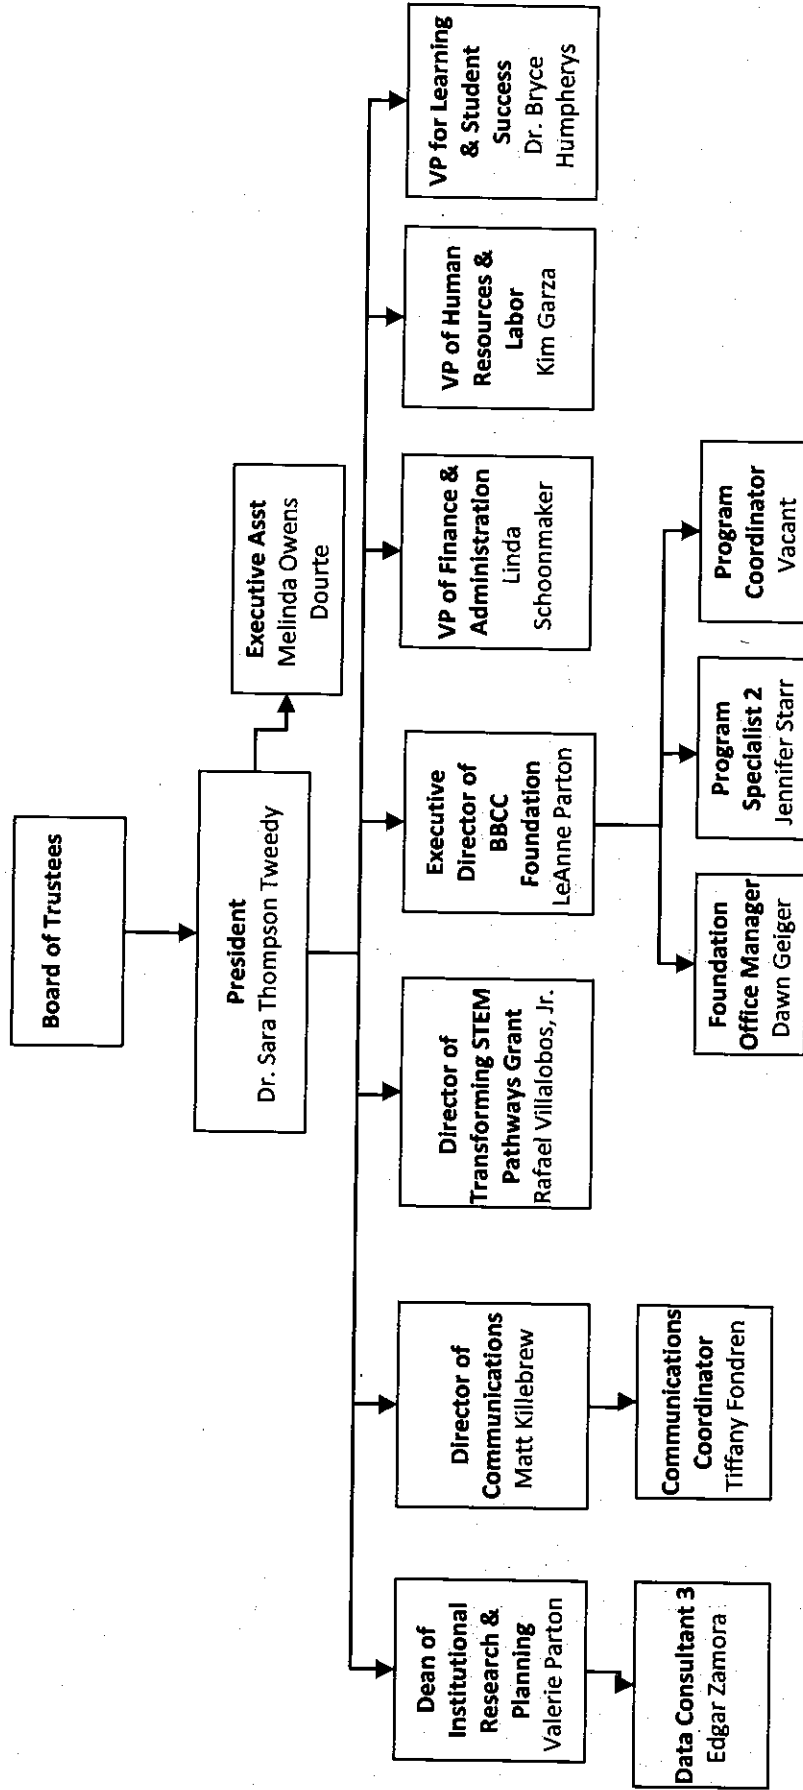 Board of Trustees
President
Dr. Sara Thompson Tweedy
Executive Asst
Melinda Owens
Dourte
Dean of
Institutional
Research &
Planning
Valerie Parton
Director of
Communications
Matt Killebrew
Director of
Transforming STEM
Pathways Grant
Rafael Villalobos, Jr.
Executive
Director of
BBCC
Foundation
LeAnne Parton
VP of Finance &
Administration
Linda
Schoonmaker
VP of Human
Resources &
Labor
Kim Garza
VP for Learning
& Student
Success
Dr. Bryce
Humpherys
Data Consultant 3
Edgar Zamora
Communications
Coordinator
Tiffany Fondren
Foundation
Office Manager
Dawn Geiger
Program
Specialist 2
Jennifer Starr
Program
Coordinator
Vacant